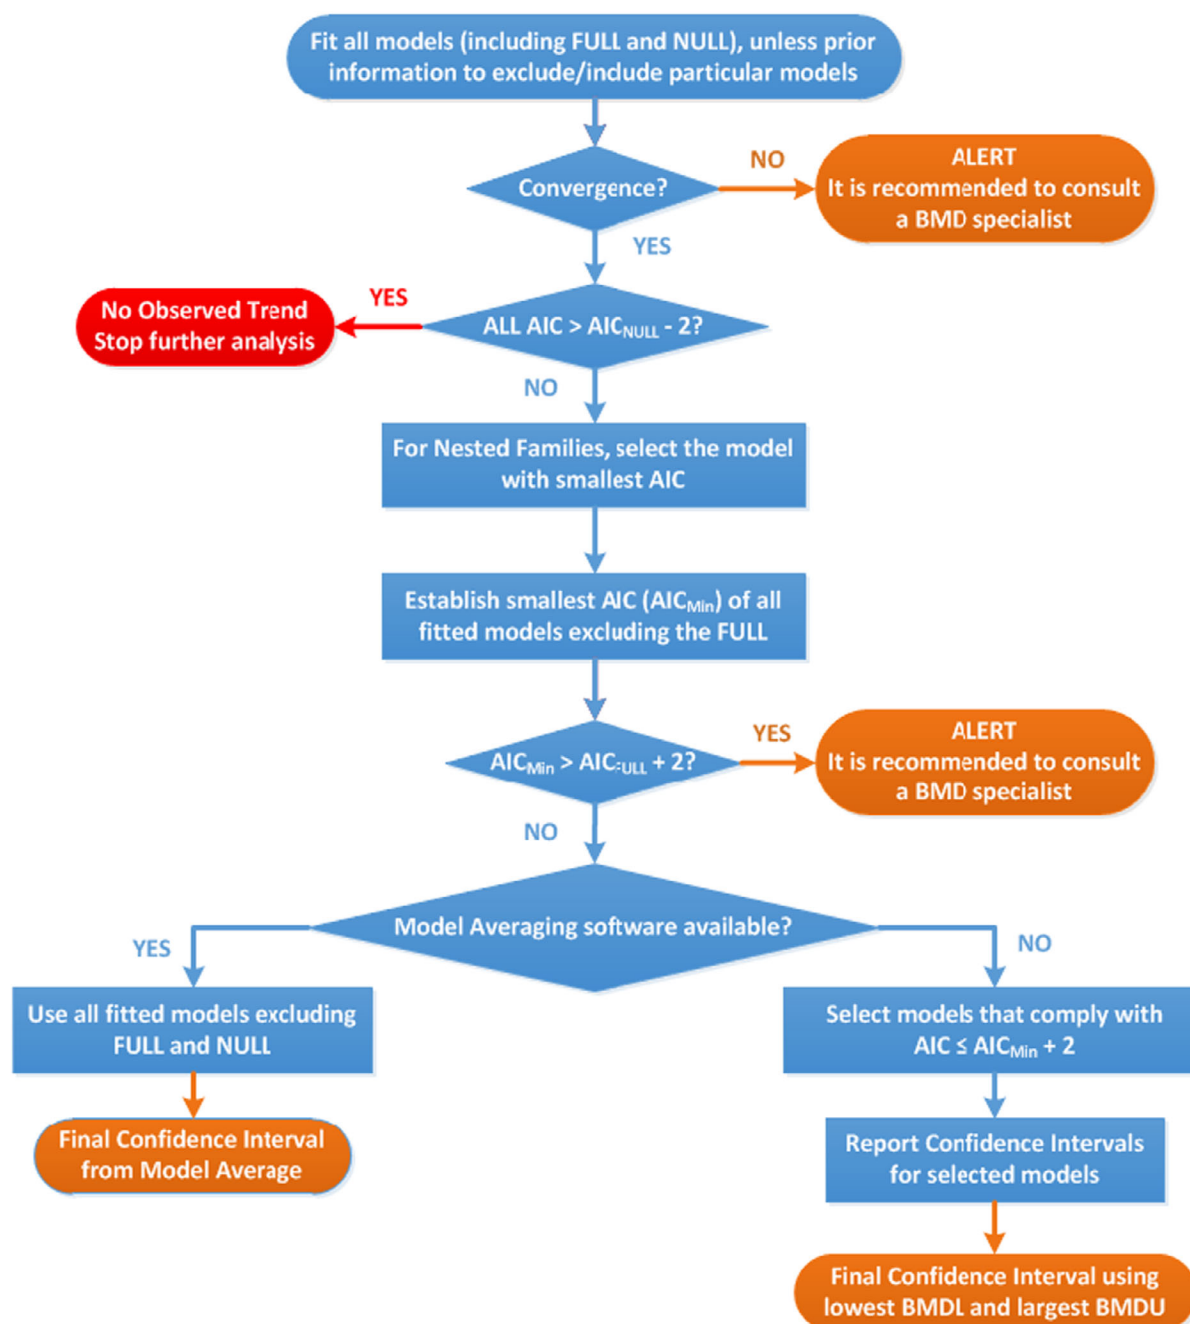 Fit all models (including FULL and NULL), unless prior
information to exclude/include particular models
Convergence?
NO
ALERT
It is recommended to consult
a BMD specialist
YES
ALL AIC > AICNULL - 2?
YES
No Observed Trend
Stop further analysis
NO
For Nested Families, select the model
with smallest AIC
Establish smallest AIC (AICMin) of all
fitted models excluding the FULL
AICMin > AICFULL + 2?
YES
ALERT
It is recommended to consult
a BMD specialist
NO
Model Averaging software available?
YES
NO
Use all fitted models excluding
FULL and NULL
Final Confidence Interval
from Model Average
Select models that comply with
AIC ≤ AICMin + 2
Report Confidence Intervals
for selected models
Final Confidence Interval using
lowest BMDL and largest BMDU